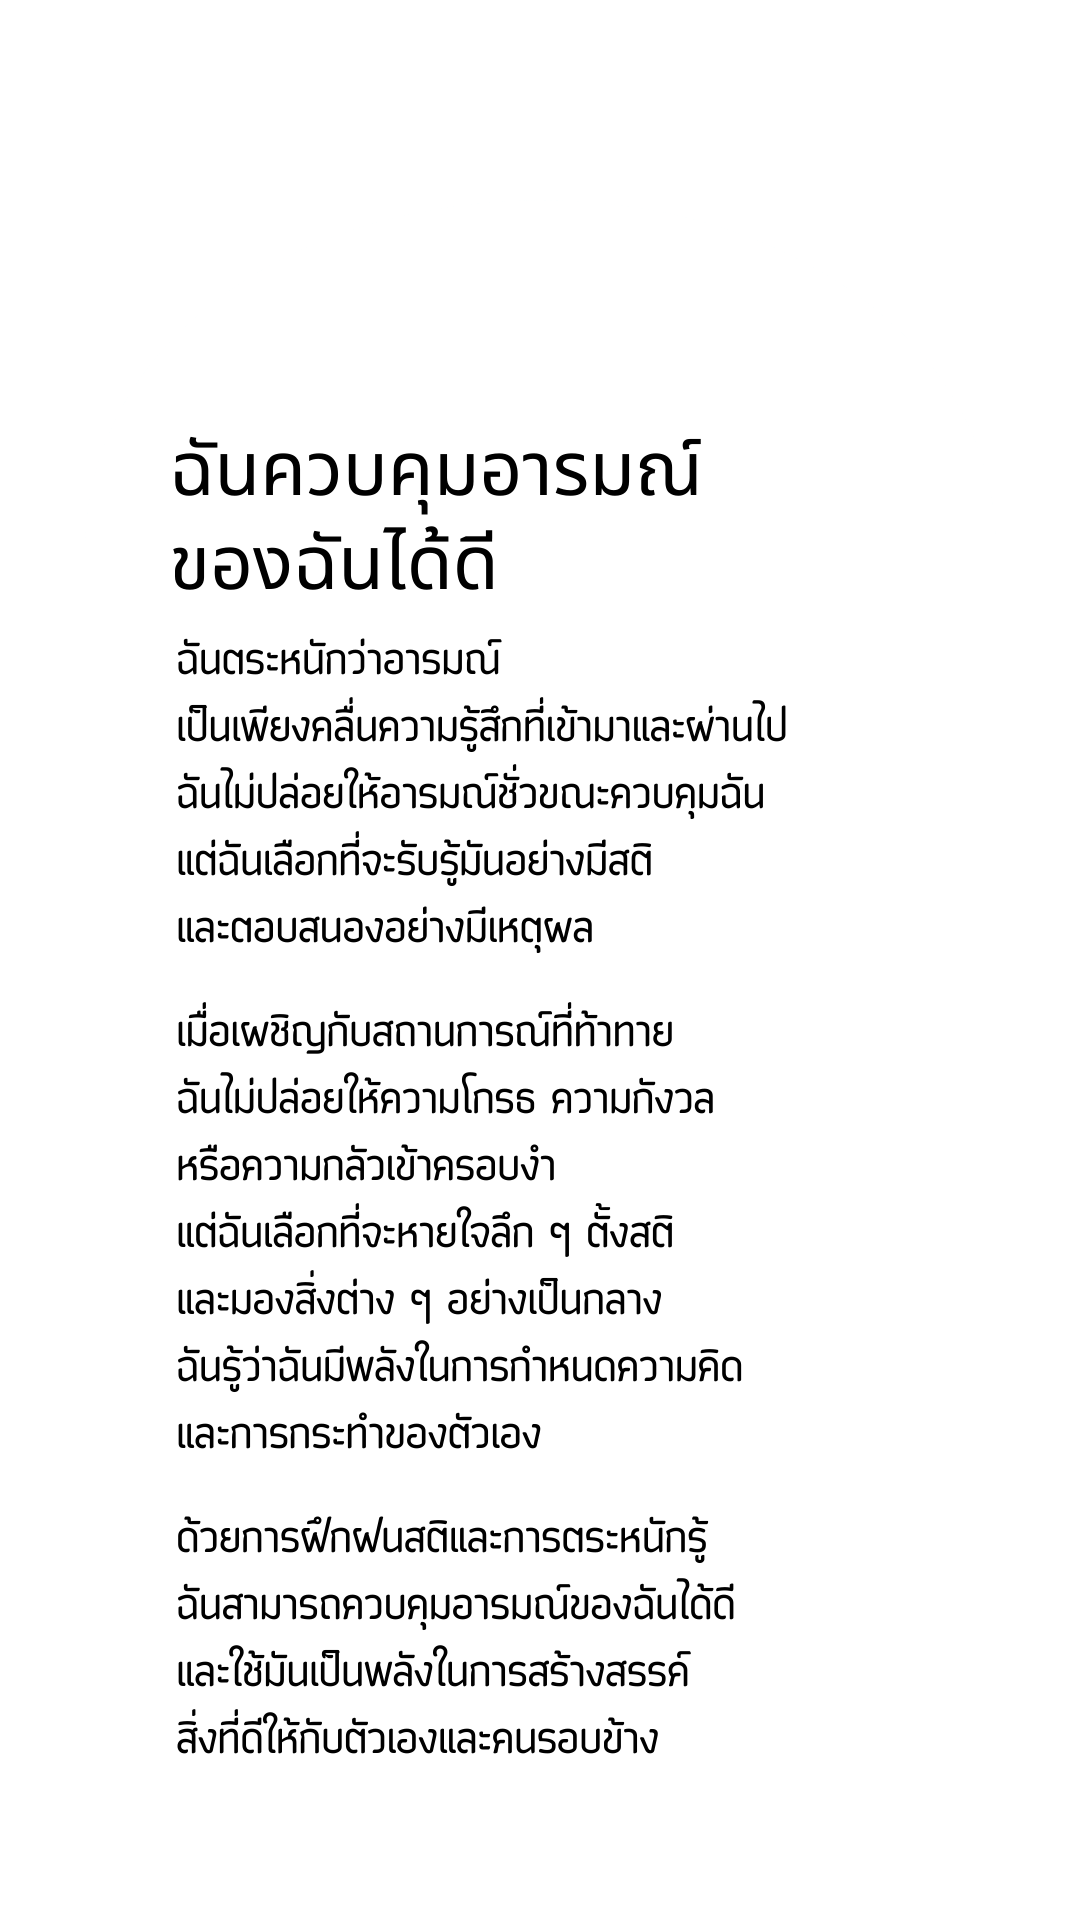 ฉันควบคุมอารมณ์
ของฉันได้ดี
ฉันตระหนักว่าอารมณ์
เป็นเพียงคลื่นความรู้สึกที่เข้ามาและผ่านไป
ฉันไม่ปล่อยให้อารมณ์ชั่วขณะควบคุมฉัน
แต่ฉันเลือกที่จะรับรู้มันอย่างมีสติ
และตอบสนองอย่างมีเหตุผล
เมื่อเผชิญกับสถานการณ์ที่ท้าทาย
ฉันไม่ปล่อยให้ความโกรธ ความกังวล
หรือความกลัวเข้าครอบงำ
แต่ฉันเลือกที่จะหายใจลึก ๆ ตั้งสติ
และมองสิ่งต่าง ๆ อย่างเป็นกลาง
ฉันรู้ว่าฉันมีพลังในการกำหนดความคิด
และการกระทำของตัวเอง
ด้วยการฝึกฝนสติและการตระหนักรู้
ฉันสามารถควบคุมอารมณ์ของฉันได้ดี
และใช้มันเป็นพลังในการสร้างสรรค์
สิ่งที่ดีให้กับตัวเองและคนรอบข้าง